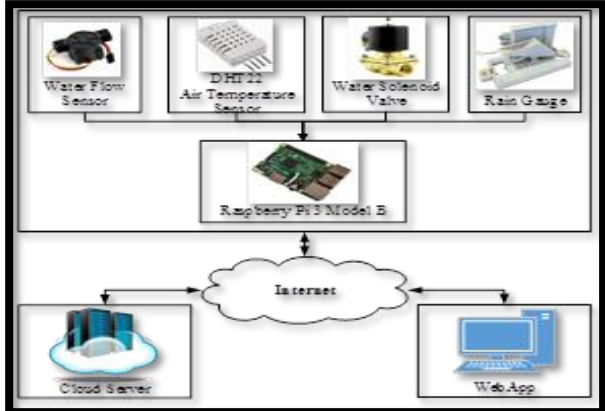 Water Flow
Sensor
DHT22
Air Temperature
Sensor
Water Solenoid
Valve
Rain Gauge
Raspberry Pi 3 Model B
Internet
Cloud Server
Web App